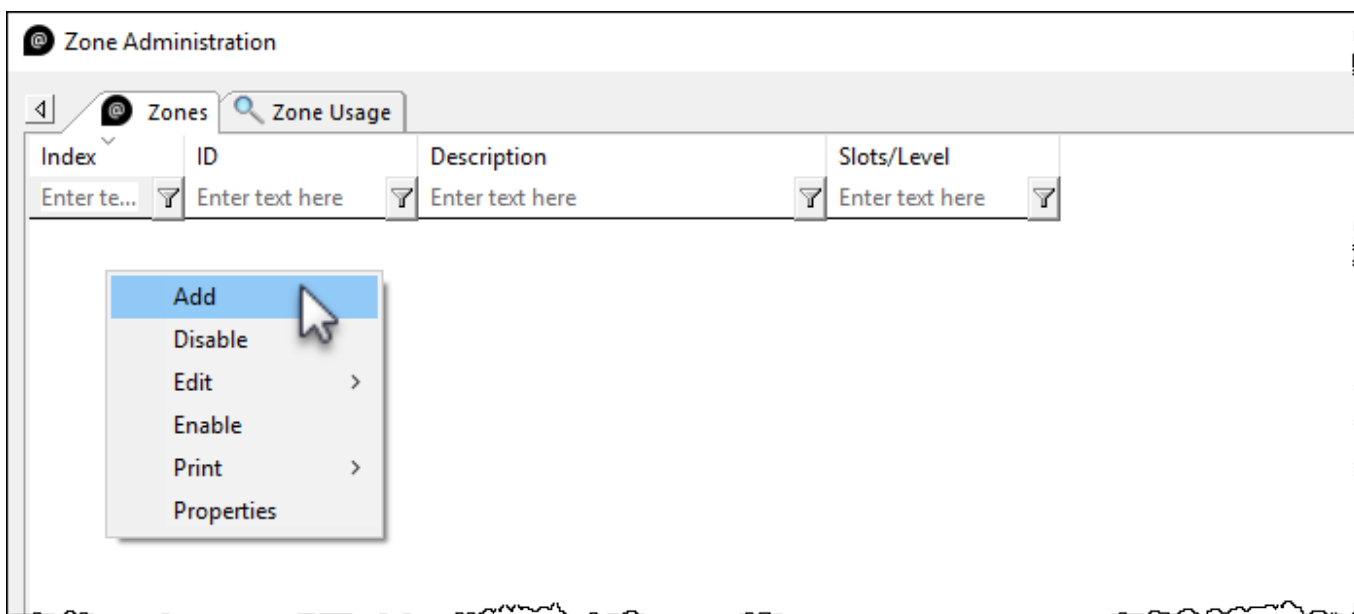 Zone Administration
Zones Zone Usage
Index ID Description Slots/Level
Enter te... Enter text here Enter text here Enter text here
Add
Disable
Edit
Enable
Print
Properties